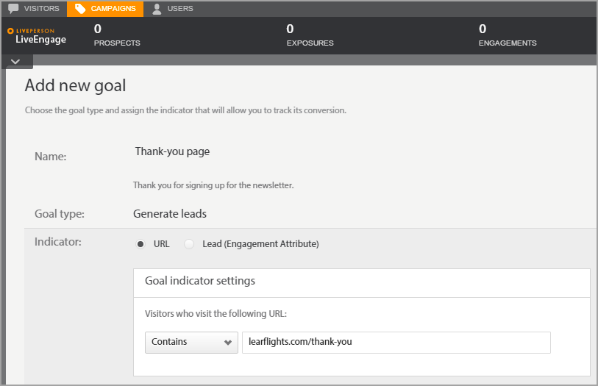 VISITORS CAMPAIGNS USERS
LIVEPERSON
LiveEngage
0 0 0
PROSPECTS EXPOSURES ENGAGEMENTS
Add new goal
Choose the goal type and assign the indicator that will allow you to track its conversion.
Name: Thank-you page
Thank you for signing up for the newsletter.
Goal type: Generate leads
Indicator: URL Lead (Engagement Attribute)
Goal indicator settings
Visitors who visit the following URL:
Contains learflights.com/thank-you